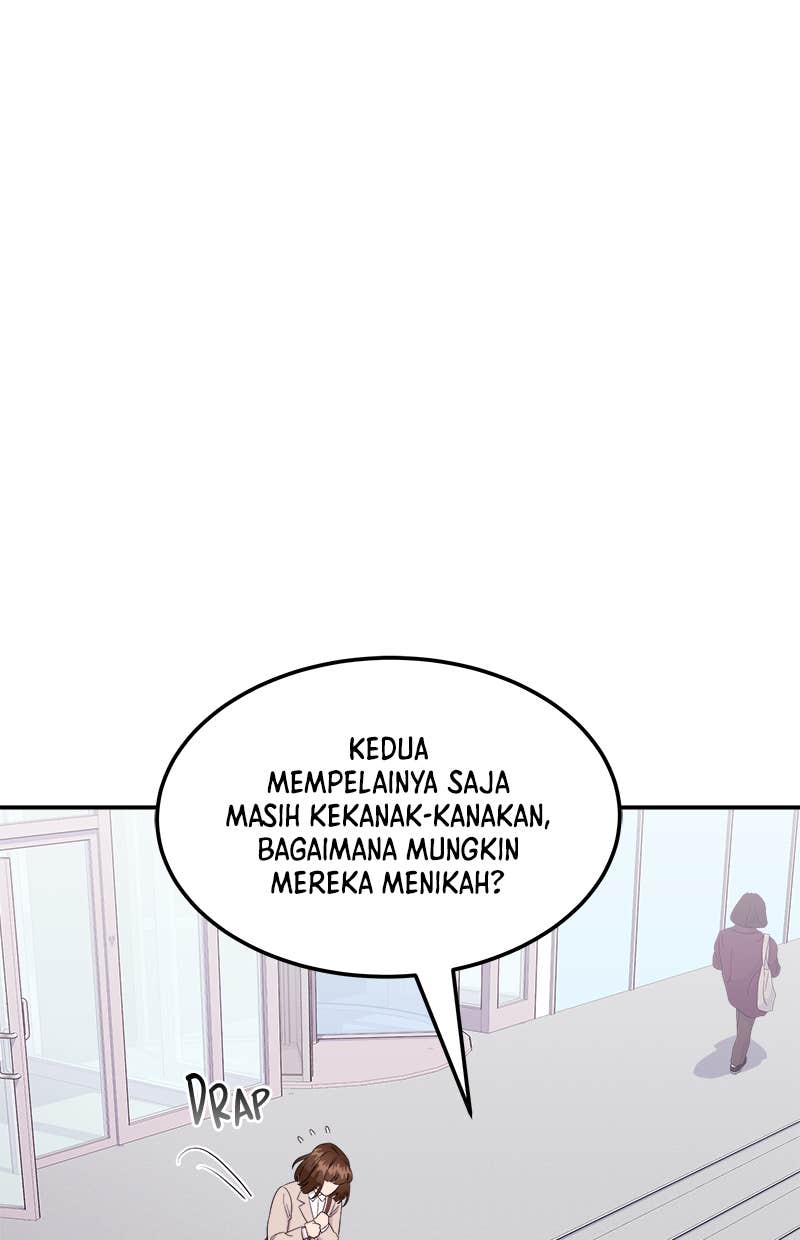 KEDUA
MEMPELAINYA SAJA
MASIH KEKANAK-KANAKAN,
BAGAIMANA MUNGKIN
MEREKA MENIKAH?
DRAP